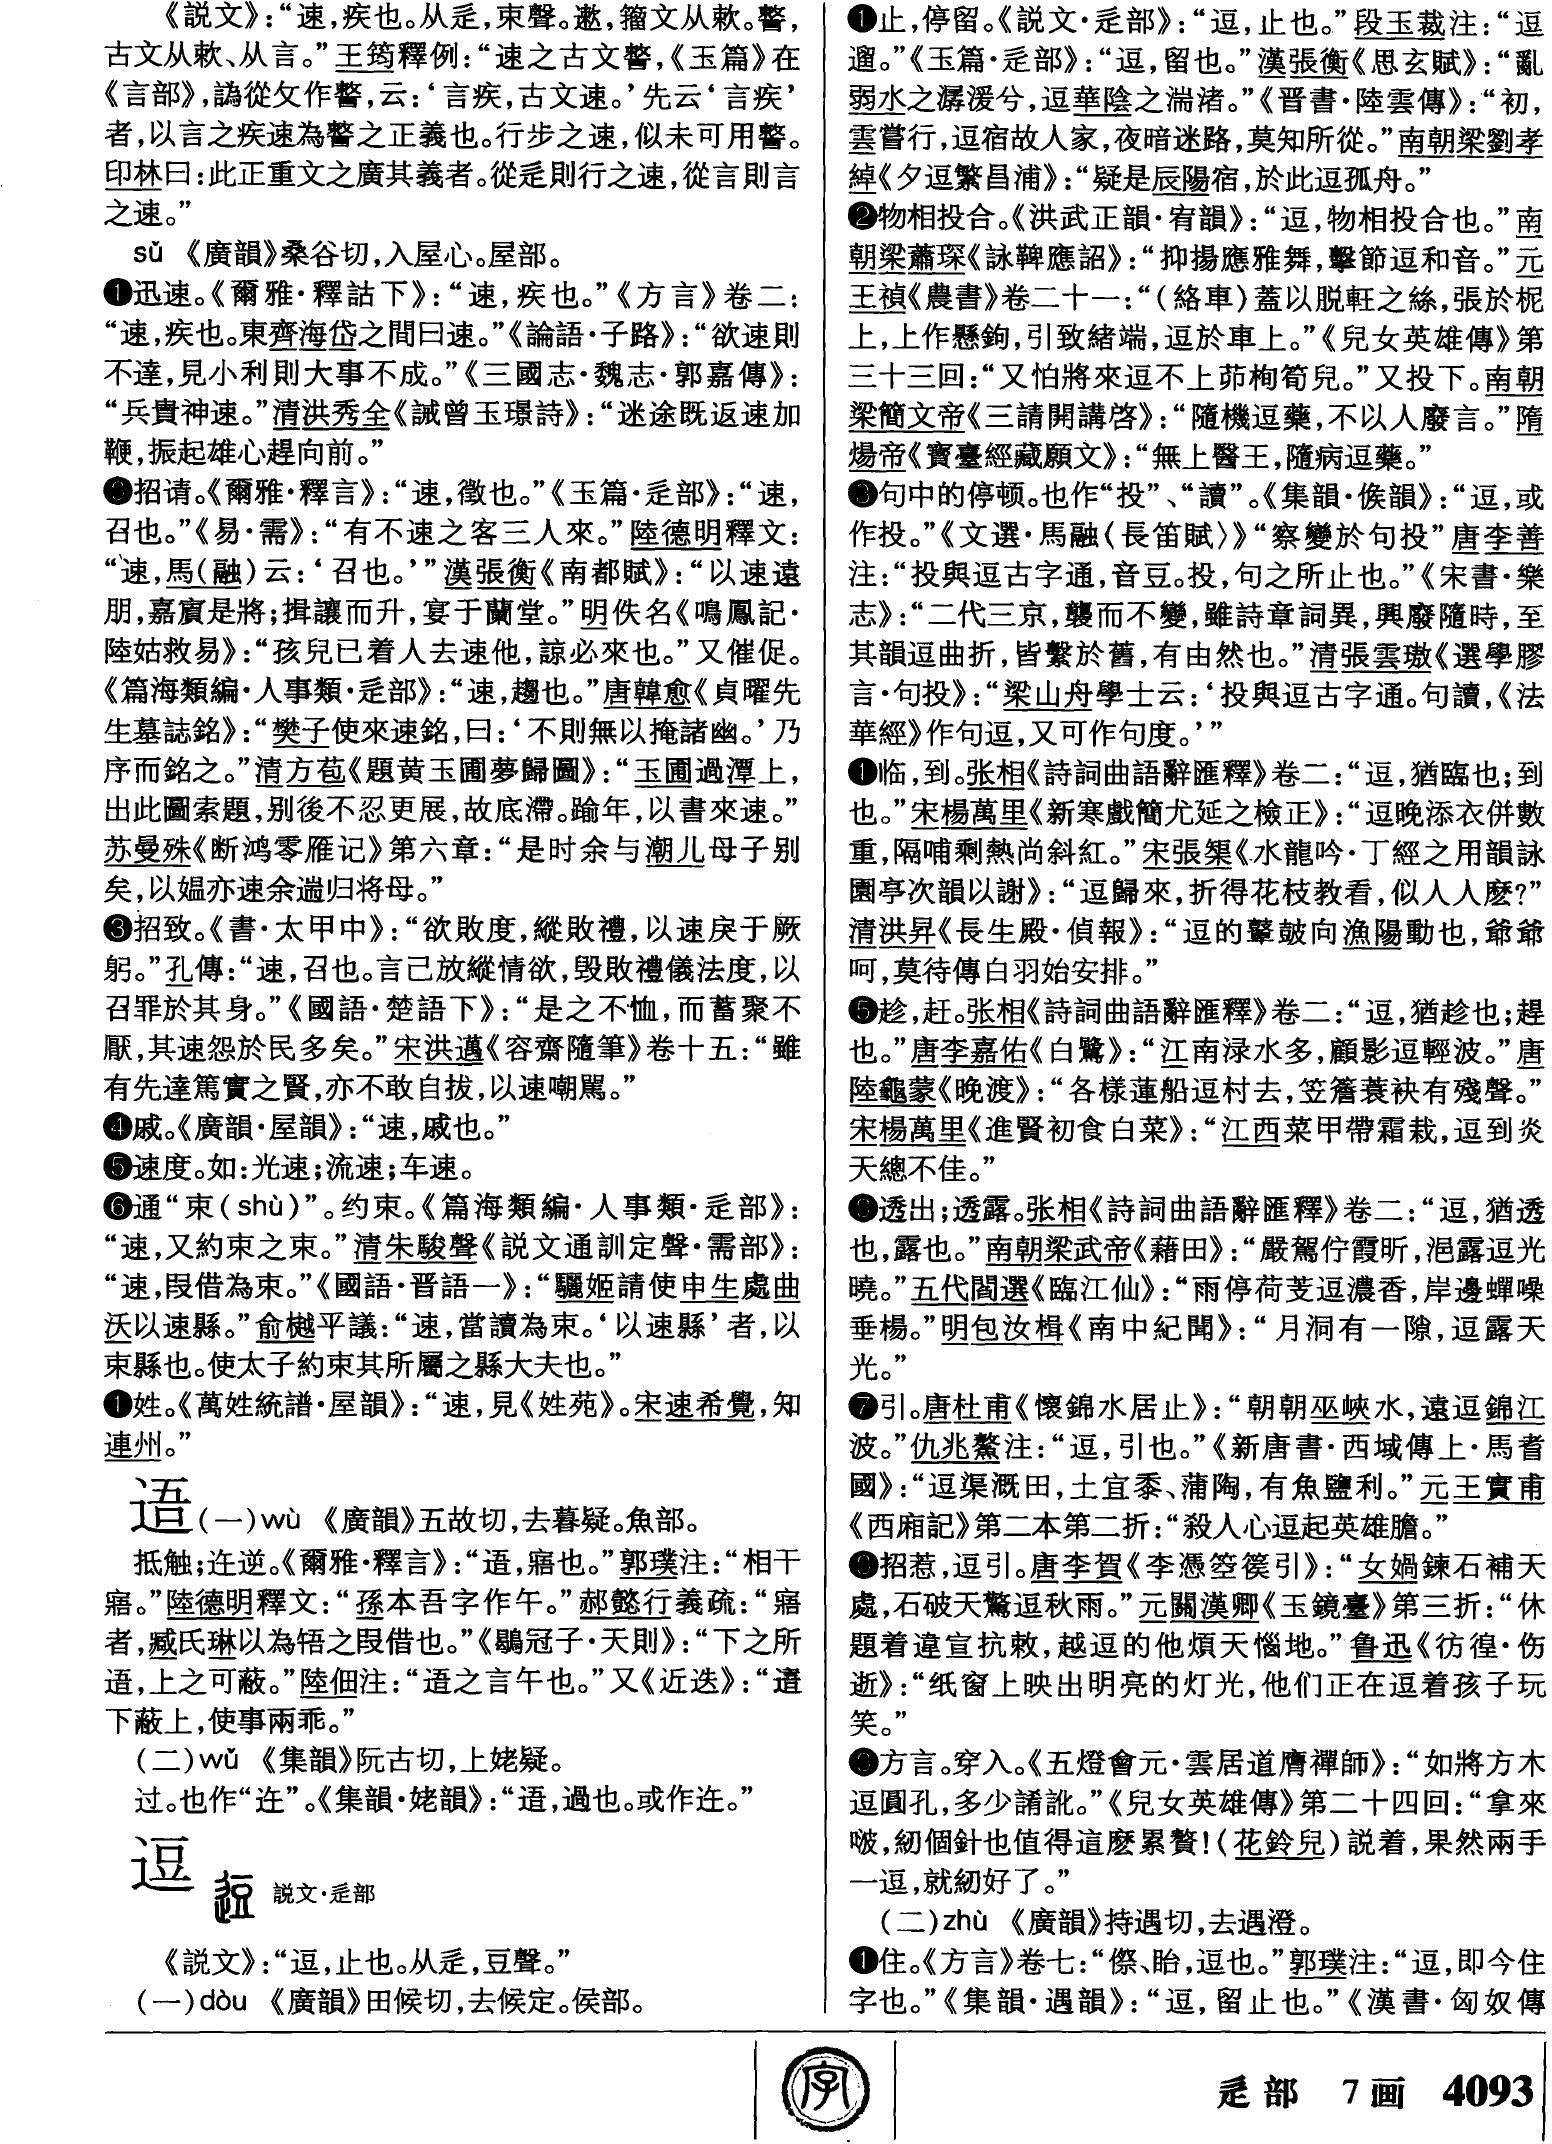 《説文》：“速，疾也。从辵，束聲。遬，籀文从欶。警，
古文从欶、从言。”王筠釋例：“速之古文警，《玉篇》在
《言部》，譌從攵作警，云：‘言疾，古文速。’先云‘言疾’
者，以言之疾速為警之正義也。行步之速，似未可用警。
印林曰：此正重文之廣其義者。從辵則行之速，從言則言
之速。”
sǔ 《廣韻》桑谷切，入屋心。屋部。
❶迅速。《爾雅·釋詁下》：“速，疾也。”《方言》卷二：
“速，疾也。東齊海岱之間曰速。”《論語·子路》：“欲速則
不達，見小利則大事不成。”《三國志·魏志·郭嘉傳》：
“兵貴神速。”清洪秀全《誡曾玉璟詩》：“迷途既返速加
鞭，振起雄心趕向前。”
❷招请。《爾雅·釋言》：“速，徵也。”《玉篇·辵部》：“速，
召也。”《易·需》：“有不速之客三人來。”陸德明釋文：
“速，馬（融）云：‘召也。’”漢張衡《南都賦》：“以速遠
朋，嘉賓是將；揖讓而升，宴于蘭堂。”明佚名《鳴鳳記·
陸姑救易》：“孩兒已着人去速他，諒必來也。”又催促。
《篇海類編·人事類·辵部》：“速，趨也。”唐韓愈《貞曜先
生墓誌銘》：“樊子使來速銘，曰：‘不則無以掩諸幽。’乃
序而銘之。”清方苞《題黄玉圃夢歸圖》：“玉圃過潭上，
出此圖索題，别後不忍更展，故底滯。踰年，以書來速。”
苏曼殊《断鸿零雁记》第六章：“是时余与潮儿母子别
矣，以媪亦速余遄归将母。”
❸招致。《書·太甲中》：“欲敗度，縱敗禮，以速戾于厥
躬。”孔傳：“速，召也。言己放縱情欲，毁敗禮儀法度，以
召罪於其身。”《國語·楚語下》：“是之不恤，而蓄聚不
厭，其速怨於民多矣。”宋洪邁《容齋隨筆》卷十五：“雖
有先達篤實之賢，亦不敢自拔，以速嘲駡。”
❹戚。《廣韻·屋韻》：“速，戚也。”
❺速度。如：光速；流速；车速。
❻通“束（shù）”。约束。《篇海類編·人事類·辵部》：
“速，又約束之束。”清朱駿聲《説文通訓定聲·需部》：
“速，叚借為束。”《國語·晋語一》：“驪姬請使申生處曲
沃以速縣。”俞樾平議：“速，當讀為束。‘以速縣’者，以
束縣也。使太子約束其所屬之縣大夫也。”
❼姓。《萬姓統譜·屋韻》：“速，見《姓苑》。宋速希覺，知
連州。”
逜（一）wù 《廣韻》五故切，去暮疑。魚部。
抵触；迕逆。《爾雅·釋言》：“逜，寤也。”郭璞注：“相干
寤。”陸德明釋文：“孫本吾字作午。”郝懿行義疏：“寤
者，臧氏琳以為牾之叚借也。”《鶡冠子·天則》：“下之所
逜，上之可蔽。”陸佃注：“逜之言午也。”又《近迭》：“逜
下蔽上，使事兩乖。”
（二）wǔ 《集韻》阮古切，上姥疑。
过。也作“迕”。《集韻·姥韻》：“逜，過也。或作迕。”
逗 説文·辵部
《説文》：“逗，止也。从辵，豆聲。”
（一）dòu 《廣韻》田候切，去候定。侯部。
❶止，停留。《説文·辵部》：“逗，止也。”段玉裁注：“逗
遛。”《玉篇·辵部》：“逗，留也。”漢張衡《思玄賦》：“亂
弱水之潺湲兮，逗華陰之湍渚。”《晋書·陸雲傳》：“初，
雲嘗行，逗宿故人家，夜暗迷路，莫知所從。”南朝梁劉孝
綽《夕逗繁昌浦》：“疑是辰陽宿，於此逗孤舟。”
❷物相投合。《洪武正韻·宥韻》：“逗，物相投合也。”南
朝梁蕭琛《詠鞞應詔》：“抑揚應雅舞，擊節逗和音。”元
王禎《農書》卷二十一：“（絡車）蓋以脱軖之絲，張於柅
上，上作懸鉤，引致緒端，逗於車上。”《兒女英雄傳》第
三十三回：“又怕將來逗不上茆栒筍兒。”又投下。南朝
梁簡文帝《三請開講啓》：“隨機逗藥，不以人廢言。”隋
煬帝《寶臺經藏願文》：“無上醫王，隨病逗藥。”
❸句中的停顿。也作“投”、“讀”。《集韻·候韻》：“逗，或
作投。”《文選·馬融〈長笛賦〉》“察變於句投”唐李善
注：“投與逗古字通，音豆。投，句之所止也。”《宋書·樂
志》：“二代三京，襲而不變，雖詩章詞異，興廢隨時，至
其韻逗曲折，皆繫於舊，有由然也。”清張雲璈《選學膠
言·句投》：“梁山舟學士云：‘投與逗古字通。句讀，《法
華經》作句逗，又可作句度。’”
❹临，到。张相《詩詞曲語辭匯釋》卷二：“逗，猶臨也；到
也。”宋楊萬里《新寒戲簡尤延之檢正》：“逗晚添衣併數
重，隔晡剩熱尚斜紅。”宋張榘《水龍吟·丁經之用韻詠
園亭次韻以謝》：“逗歸來，折得花枝教看，似人人麽？”
清洪昇《長生殿·偵報》：“逗的鼙鼓向漁陽動也，爺爺
呵，莫待傳白羽始安排。”
❺趁，赶。张相《詩詞曲語辭匯釋》卷二：“逗，猶趁也；趕
也。”唐李嘉佑《白鷺》：“江南渌水多，顧影逗輕波。”唐
陸龜蒙《晚渡》：“各樣蓮船逗村去，笠簷蓑袂有殘聲。”
宋楊萬里《進賢初食白菜》：“江西菜甲帶霜栽，逗到炎
天總不佳。”
❻透出；透露。张相《詩詞曲語辭匯釋》卷二：“逗，猶透
也，露也。”南朝梁武帝《藉田》：“嚴駕佇霞昕，浥露逗光
曉。”五代閻選《臨江仙》：“雨停荷芰逗濃香，岸邊蟬噪
垂楊。”明包汝楫《南中紀聞》：“月洞有一隙，逗露天
光。”
❼引。唐杜甫《懷錦水居止》：“朝朝巫峽水，遠逗錦江
波。”仇兆鰲注：“逗，引也。”《新唐書·西域傳上·焉耆
國》：“逗渠溉田，土宜黍、蒲陶，有魚鹽利。”元王實甫
《西廂記》第二本第二折：“殺人心逗起英雄膽。”
❽招惹，逗引。唐李賀《李憑箜篌引》：“女媧鍊石補天
處，石破天驚逗秋雨。”元關漢卿《玉鏡臺》第三折：“休
題着違宣抗敕，越逗的他煩天惱地。”鲁迅《彷徨·伤
逝》：“纸窗上映出明亮的灯光，他们正在逗着孩子玩
笑。”
❾方言。穿入。《五燈會元·雲居道膺禪師》：“如將方木
逗圓孔，多少誵訛。”《兒女英雄傳》第二十四回：“拿來
啵，紉個針也值得這麽累贅！（花鈴兒）説着，果然兩手
一逗，就紉好了。”
（二）zhù 《廣韻》持遇切，去遇澄。
❶住。《方言》卷七：“傺、眙，逗也。”郭璞注：“逗，即今住
字也。”《集韻·遇韻》：“逗，留止也。”《漢書·匈奴傳
字
辵部 7画 4093